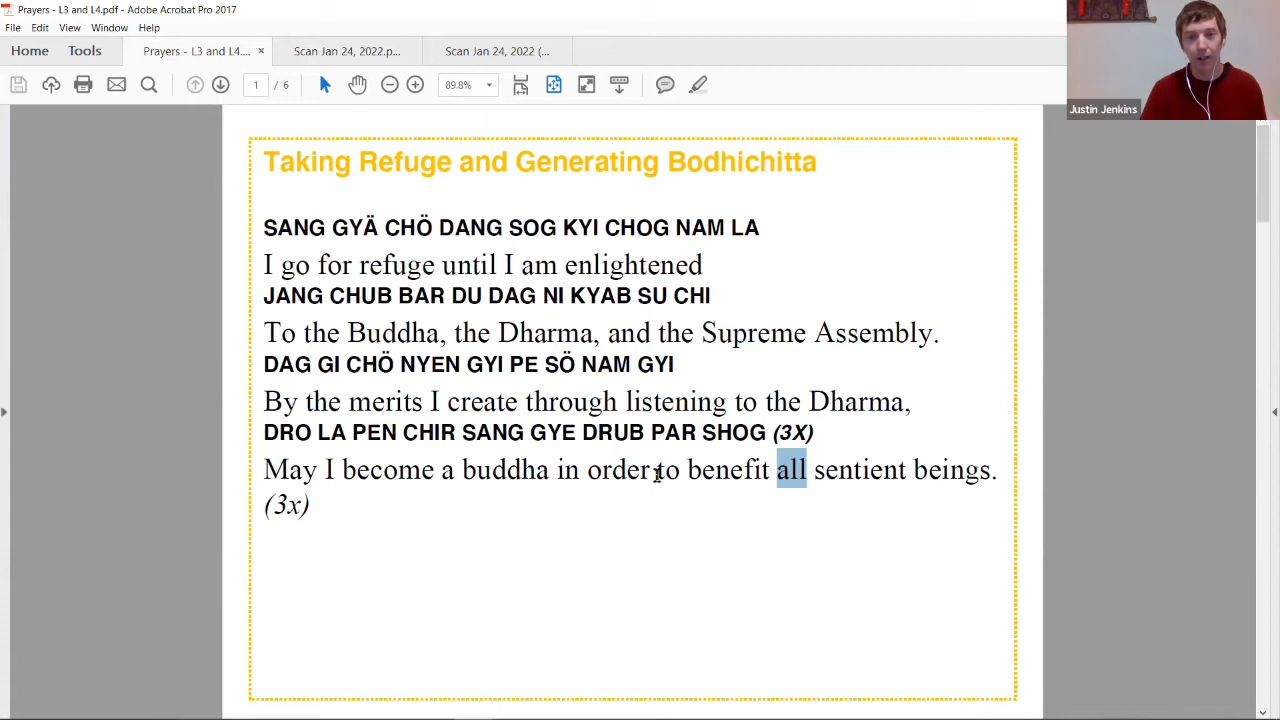 Prayers - L3 and L4.pdf - Adobe Acrobat Pro 2017
File Edit View Window Help
Home Tools Prayers - L3 and L4.... × Scan Jan 24, 2022.p... Scan Jan 24, 2022 (...
1 / 6 89.8%
Justin Jenkins
Taking Refuge and Generating Bodhichitta
SANG GYÄ CHÖ DANG SOG KYI CHOG NAM LA
I go for refuge until I am enlightened
JANG CHUB BAR DU DAG NI KYAB SU CHI
To the Buddha, the Dharma, and the Supreme Assembly.
DAG GI CHÖ NYEN GYI PE SÖ NAM GYI
By the merits I create through listening to the Dharma,
DRO LA PEN CHIR SANG GYE DRUB PAR SHOG (3X)
May I become a buddha in order to benefit all sentient beings.
(3x)